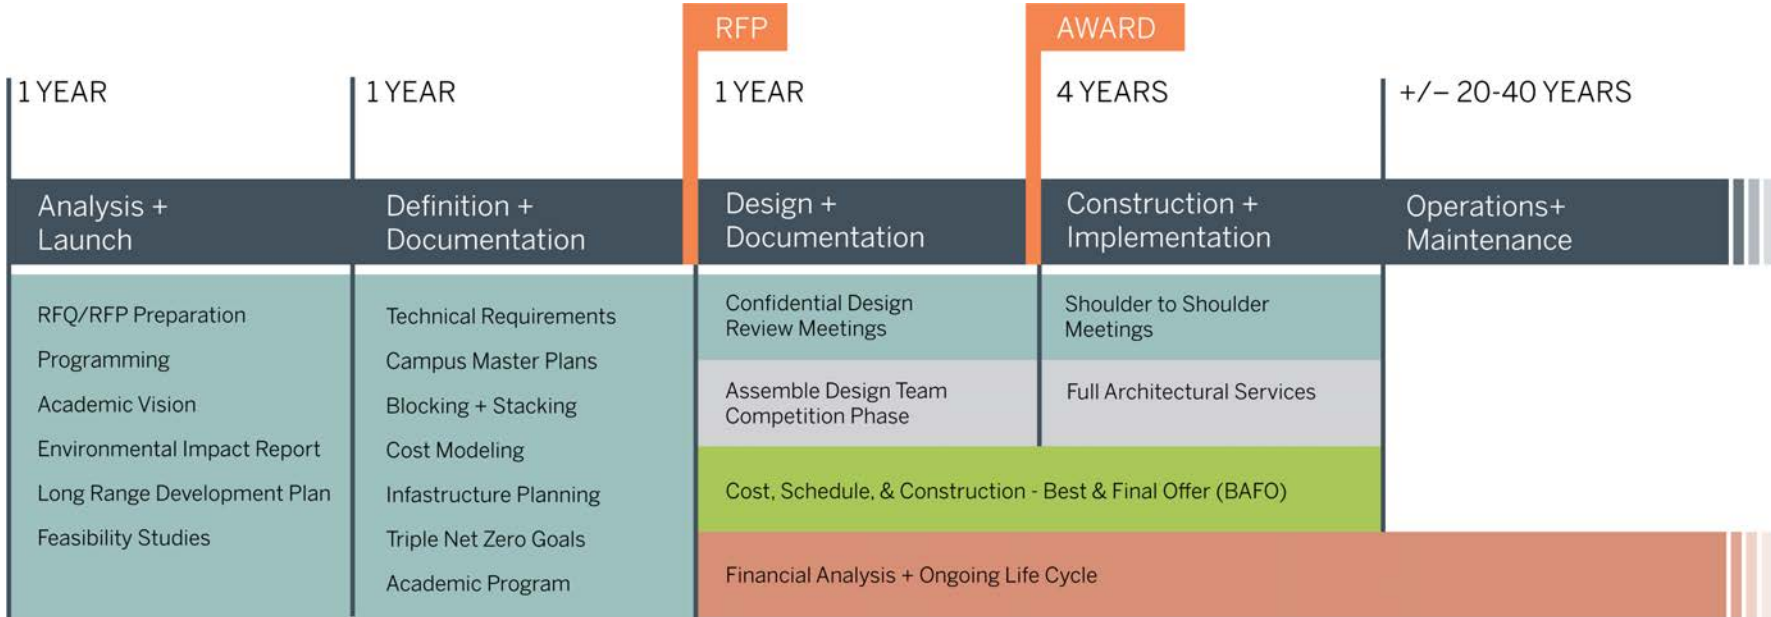 RFP
AWARD
1 YEAR
1 YEAR
1 YEAR
4 YEARS
+/– 20-40 YEARS
Analysis +
Launch
Definition +
Documentation
Design +
Documentation
Construction +
Implementation
Operations+
Maintenance
RFQ/RFP Preparation
Programming
Academic Vision
Environmental Impact Report
Long Range Development Plan
Feasibility Studies
Technical Requirements
Campus Master Plans
Blocking + Stacking
Cost Modeling
Infastructure Planning
Triple Net Zero Goals
Academic Program
Confidential Design
Review Meetings
Shoulder to Shoulder
Meetings
Assemble Design Team
Competition Phase
Full Architectural Services
Cost, Schedule, & Construction - Best & Final Offer (BAFO)
Financial Analysis + Ongoing Life Cycle